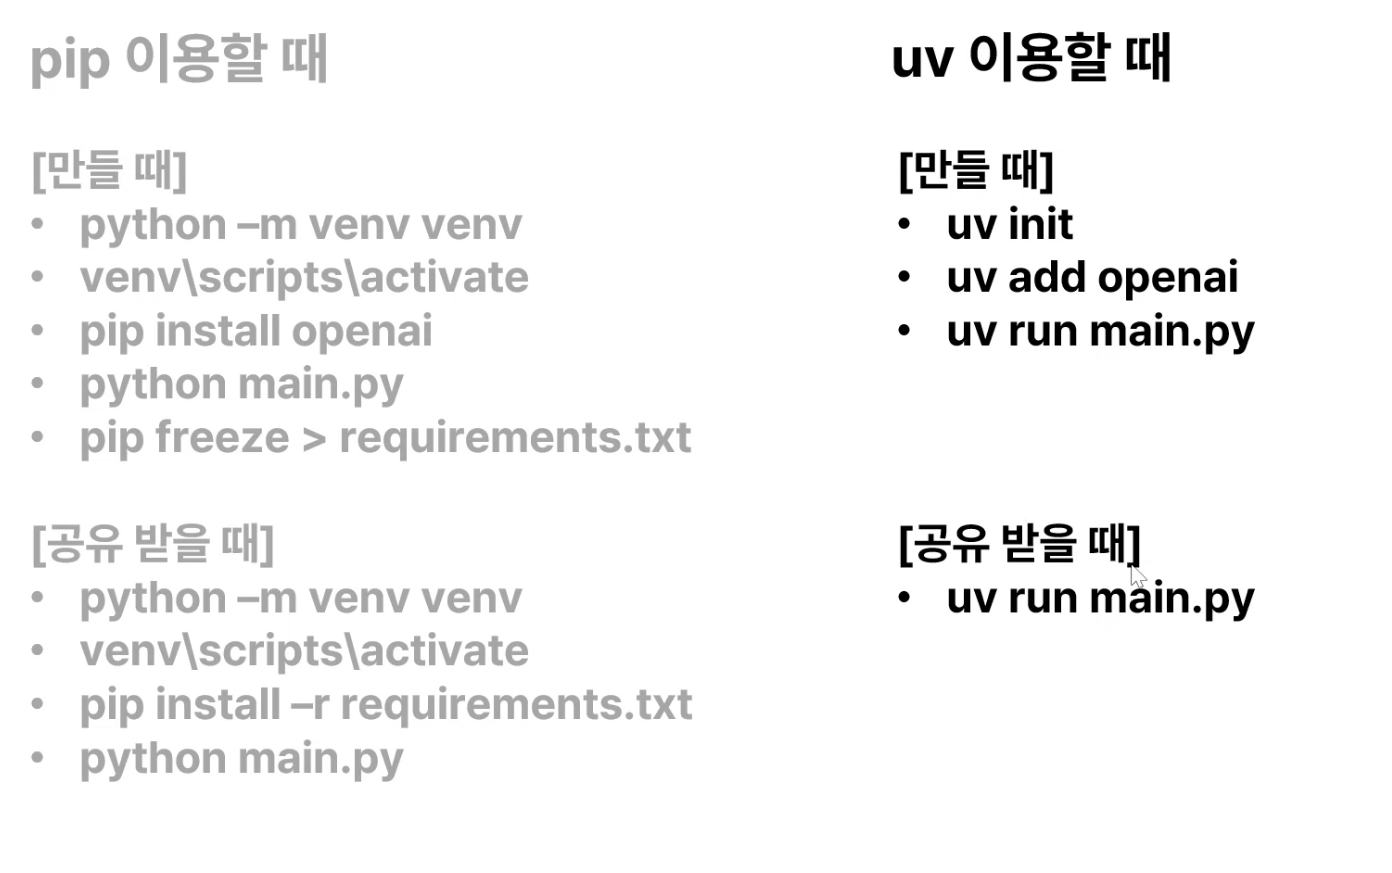 pip 이용할 때
[만들 때]
• python –m venv venv
• venv\scripts\activate
• pip install openai
• python main.py
• pip freeze > requirements.txt
[공유 받을 때]
• python –m venv venv
• venv\scripts\activate
• pip install –r requirements.txt
• python main.py
uv 이용할 때
[만들 때]
• uv init
• uv add openai
• uv run main.py
[공유 받을 때]
• uv run main.py